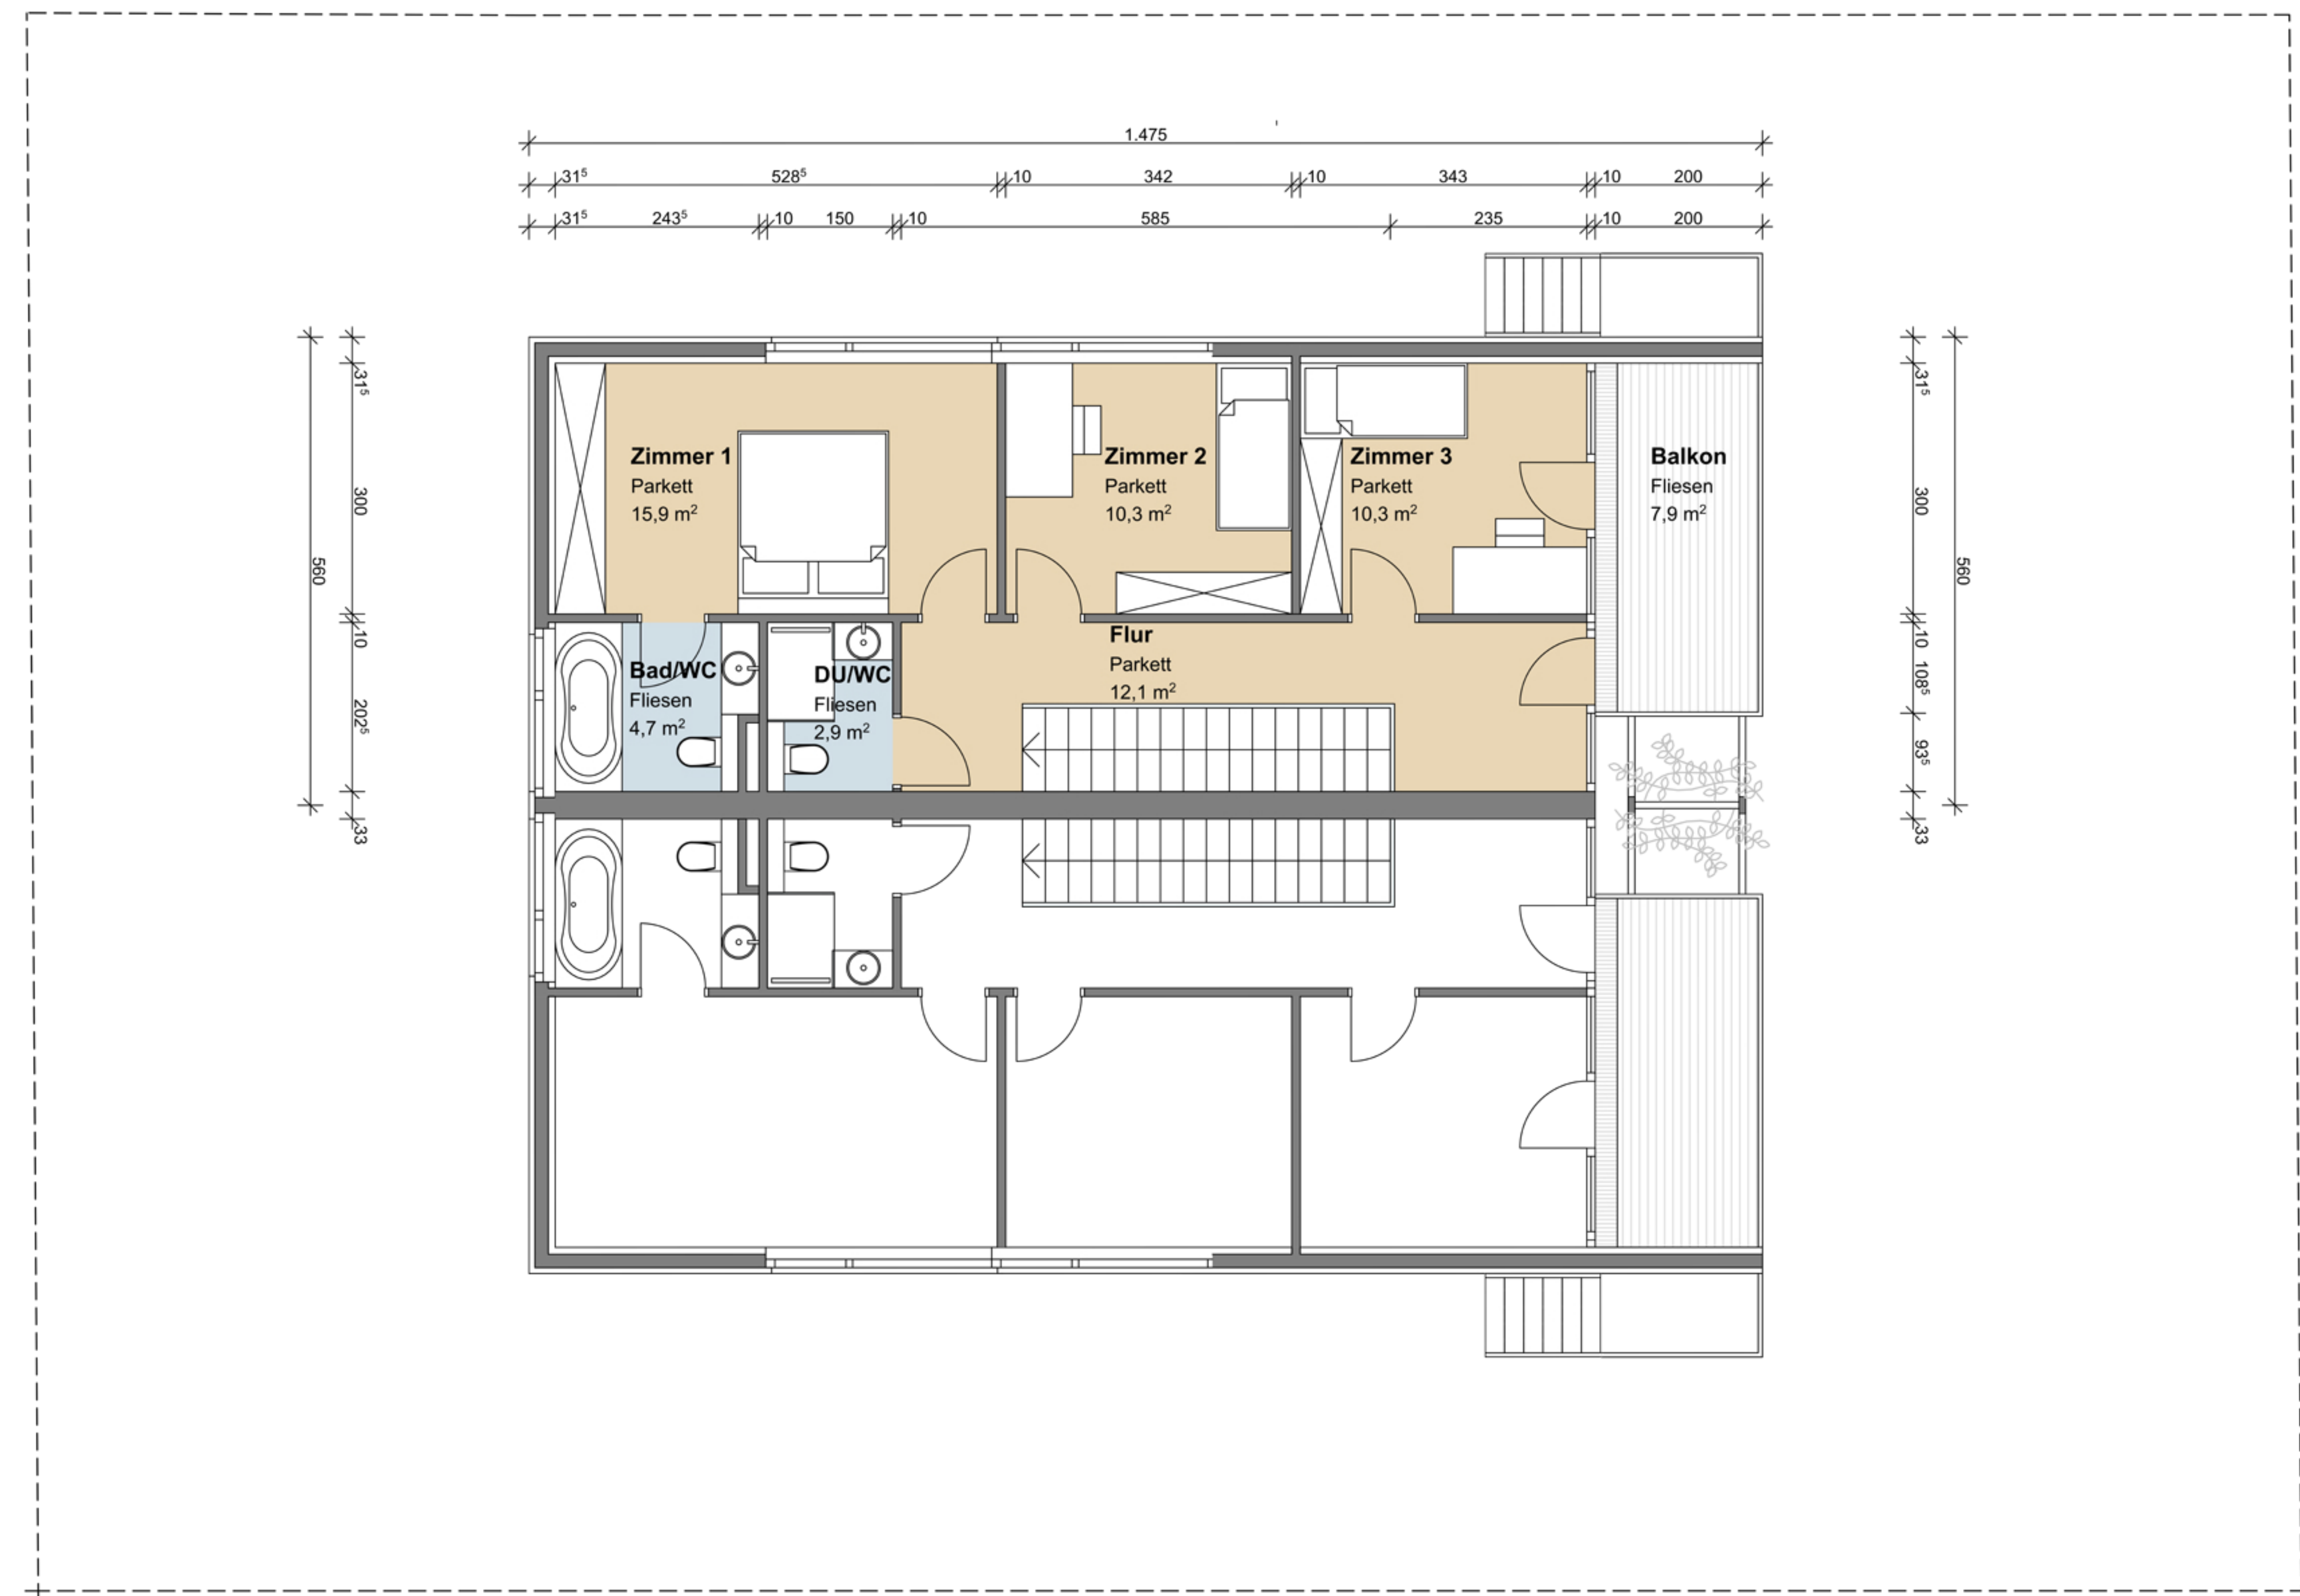 1.475
31⁵ 528⁵ 10 342 10 343 10 200
31⁵ 243⁵ 10 150 10 585 235 10 200
560
31⁵
300
10
202⁵
33
Zimmer 1
Parkett
15,9 m²
Zimmer 2
Parkett
10,3 m²
Zimmer 3
Parkett
10,3 m²
Balkon
Fliesen
7,9 m²
Bad/WC
Fliesen
4,7 m²
DU/WC
Fliesen
2,9 m²
Flur
Parkett
12,1 m²
31⁵
300
10
108⁵
93⁵
33
560